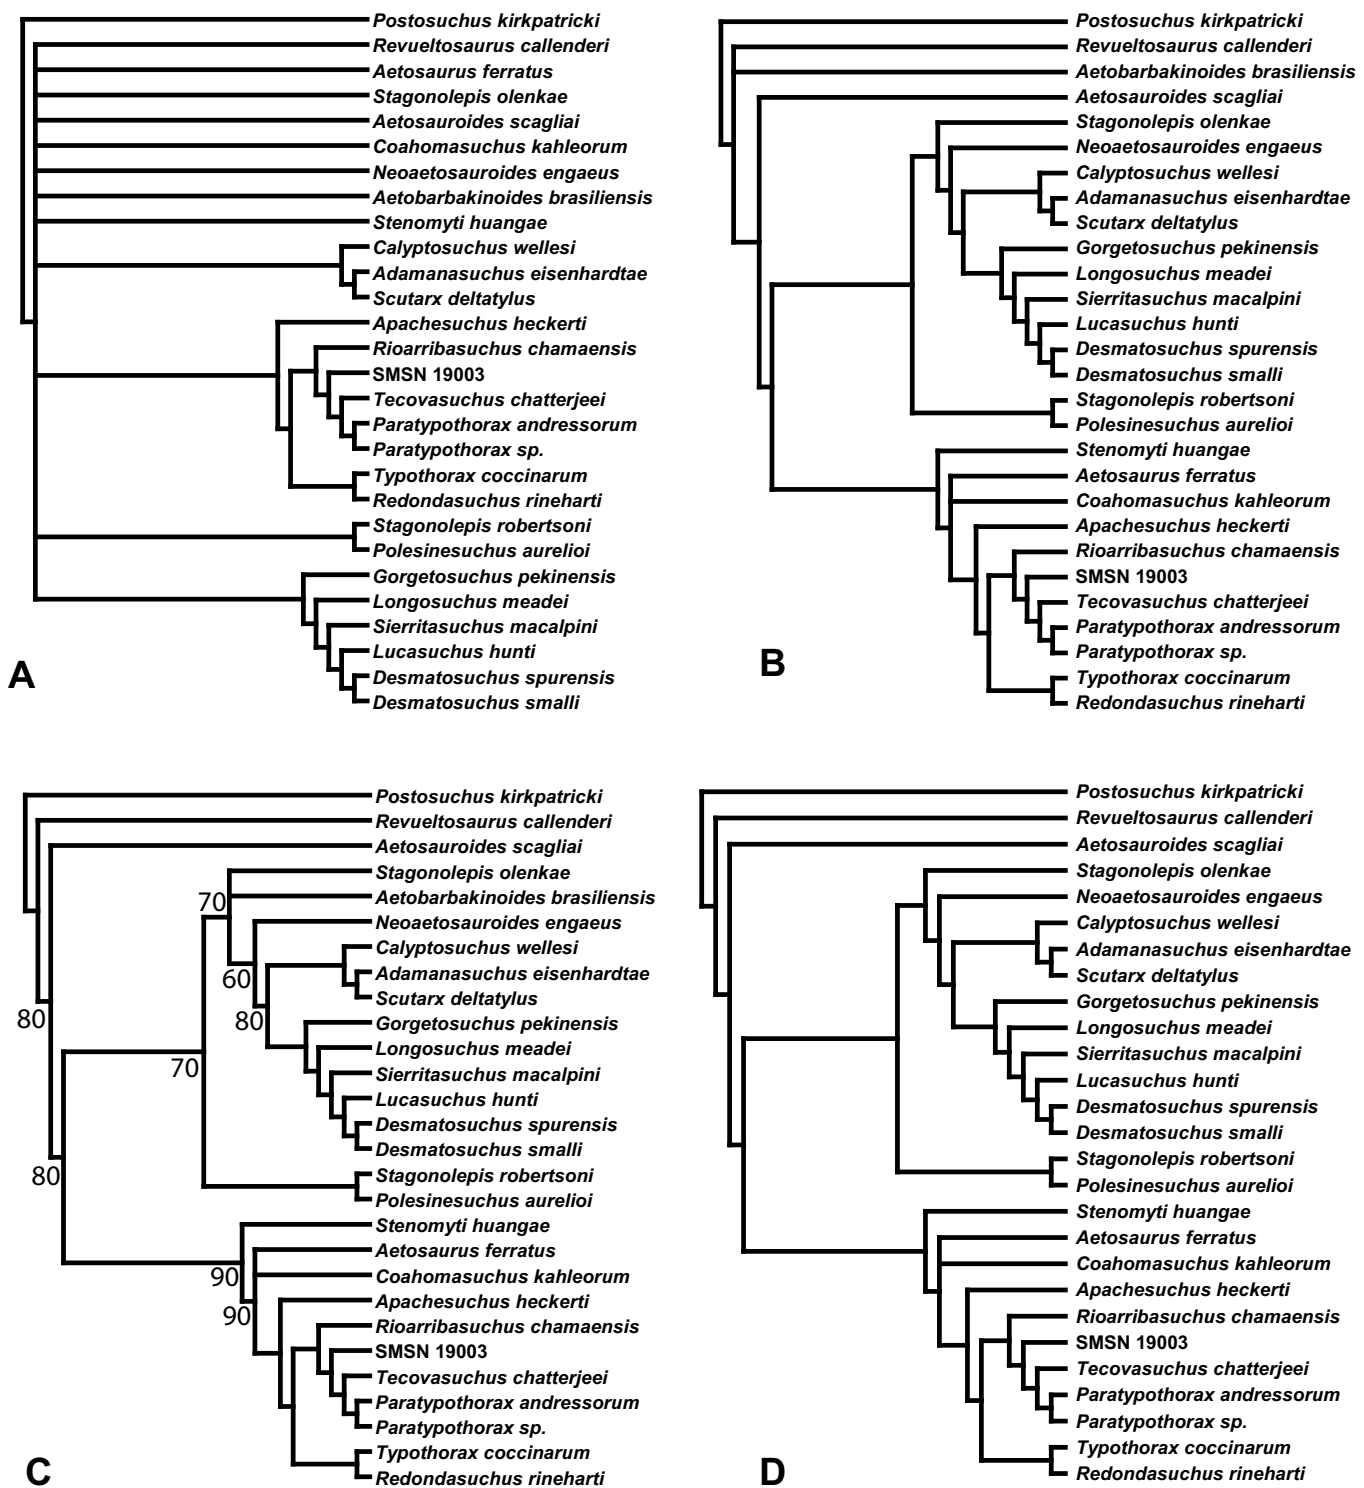 Postosuchus kirkpatricki
Revueltosaurus callenderi
Aetosaurus ferratus
Stagonolepis olenkae
Aetosauroides scagliai
Coahomasuchus kahleorum
Neoaetosauroides engaeus
Aetobarbakinoides brasiliensis
Stenomyti huangae
Calyptosuchus wellesi
Adamanasuchus eisenhardtae
Scutarx deltatylus
Apachesuchus heckerti
Rioarribasuchus chamaensis
SMSN 19003
Tecovasuchus chatterjeei
Paratypothorax andressorum
Paratypothorax sp.
Typothorax coccinarum
Redondasuchus rineharti
Stagonolepis robertsoni
Polesinesuchus aurelioi
Gorgetosuchus pekinensis
Longosuchus meadei
Sierritasuchus macalpini
Lucasuchus hunti
Desmatosuchus spurensis
Desmatosuchus smalli
A
Postosuchus kirkpatricki
Revueltosaurus callenderi
Aetobarbakinoides brasiliensis
Aetosauroides scagliai
Stagonolepis olenkae
Neoaetosauroides engaeus
Calyptosuchus wellesi
Adamanasuchus eisenhardtae
Scutarx deltatylus
Gorgetosuchus pekinensis
Longosuchus meadei
Sierritasuchus macalpini
Lucasuchus hunti
Desmatosuchus spurensis
Desmatosuchus smalli
Stagonolepis robertsoni
Polesinesuchus aurelioi
Stenomyti huangae
Aetosaurus ferratus
Coahomasuchus kahleorum
Apachesuchus heckerti
Rioarribasuchus chamaensis
SMSN 19003
Tecovasuchus chatterjeei
Paratypothorax andressorum
Paratypothorax sp.
Typothorax coccinarum
Redondasuchus rineharti
B
Postosuchus kirkpatricki
Revueltosaurus callenderi
Aetosauroides scagliai
Stagonolepis olenkae
Aetobarbakinoides brasiliensis
Neoaetosauroides engaeus
Calyptosuchus wellesi
Adamanasuchus eisenhardtae
Scutarx deltatylus
Gorgetosuchus pekinensis
Longosuchus meadei
Sierritasuchus macalpini
Lucasuchus hunti
Desmatosuchus spurensis
Desmatosuchus smalli
Stagonolepis robertsoni
Polesinesuchus aurelioi
Stenomyti huangae
Aetosaurus ferratus
Coahomasuchus kahleorum
Apachesuchus heckerti
Rioarribasuchus chamaensis
SMSN 19003
Tecovasuchus chatterjeei
Paratypothorax andressorum
Paratypothorax sp.
Typothorax coccinarum
Redondasuchus rineharti
70
60
80
80
70
80
90
90
C
Postosuchus kirkpatricki
Revueltosaurus callenderi
Aetosauroides scagliai
Stagonolepis olenkae
Neoaetosauroides engaeus
Calyptosuchus wellesi
Adamanasuchus eisenhardtae
Scutarx deltatylus
Gorgetosuchus pekinensis
Longosuchus meadei
Sierritasuchus macalpini
Lucasuchus hunti
Desmatosuchus spurensis
Desmatosuchus smalli
Stagonolepis robertsoni
Polesinesuchus aurelioi
Stenomyti huangae
Aetosaurus ferratus
Coahomasuchus kahleorum
Apachesuchus heckerti
Rioarribasuchus chamaensis
SMSN 19003
Tecovasuchus chatterjeei
Paratypothorax andressorum
Paratypothorax sp.
Typothorax coccinarum
Redondasuchus rineharti
D